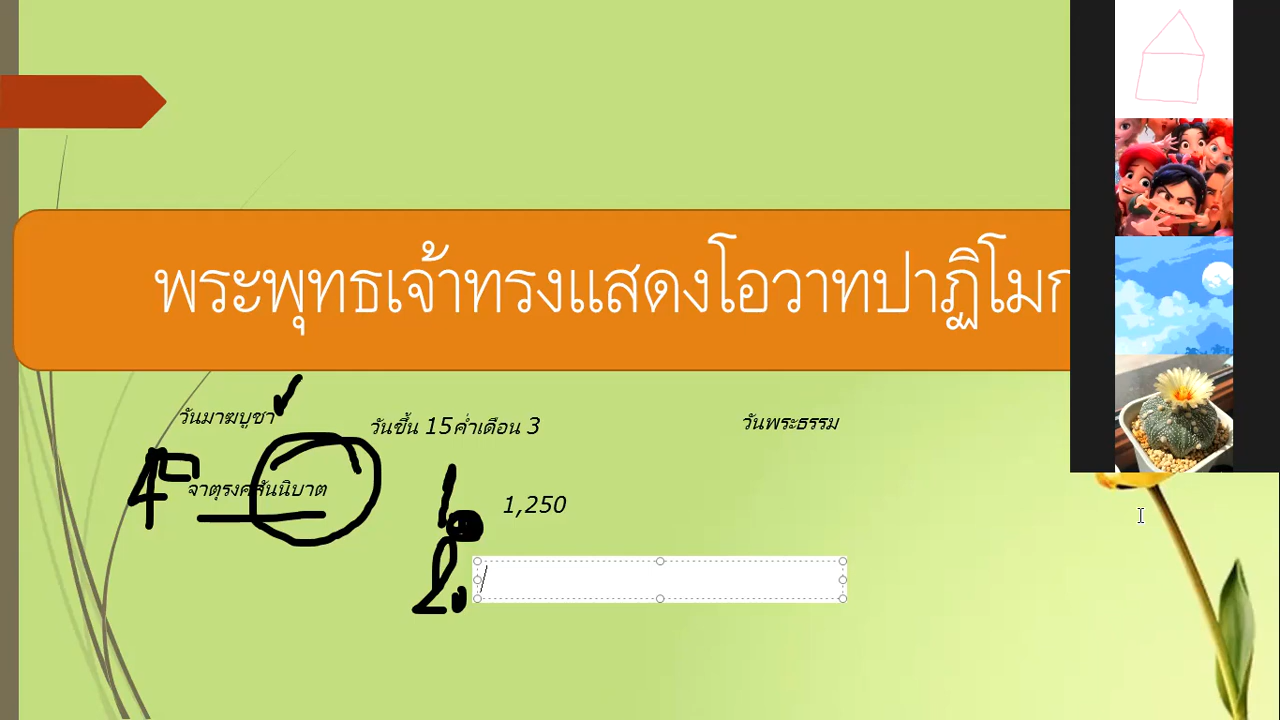 พระพุทธเจ้าทรงแสดงโอวาทปาฏิโมก
วันมาฆบูชา
วันขึ้น 15ค่ำเดือน 3
วันพระธรรม
4
จาตุรงคสันนิบาต
1.
1,250
2.